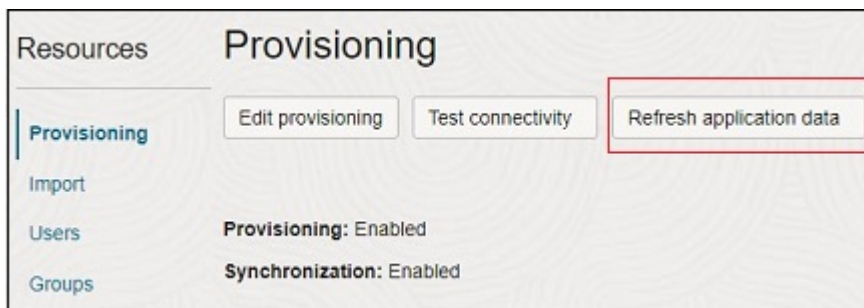 Resources
Provisioning
Import
Users
Groups
Provisioning
Edit provisioning Test connectivity Refresh application data
Provisioning: Enabled
Synchronization: Enabled